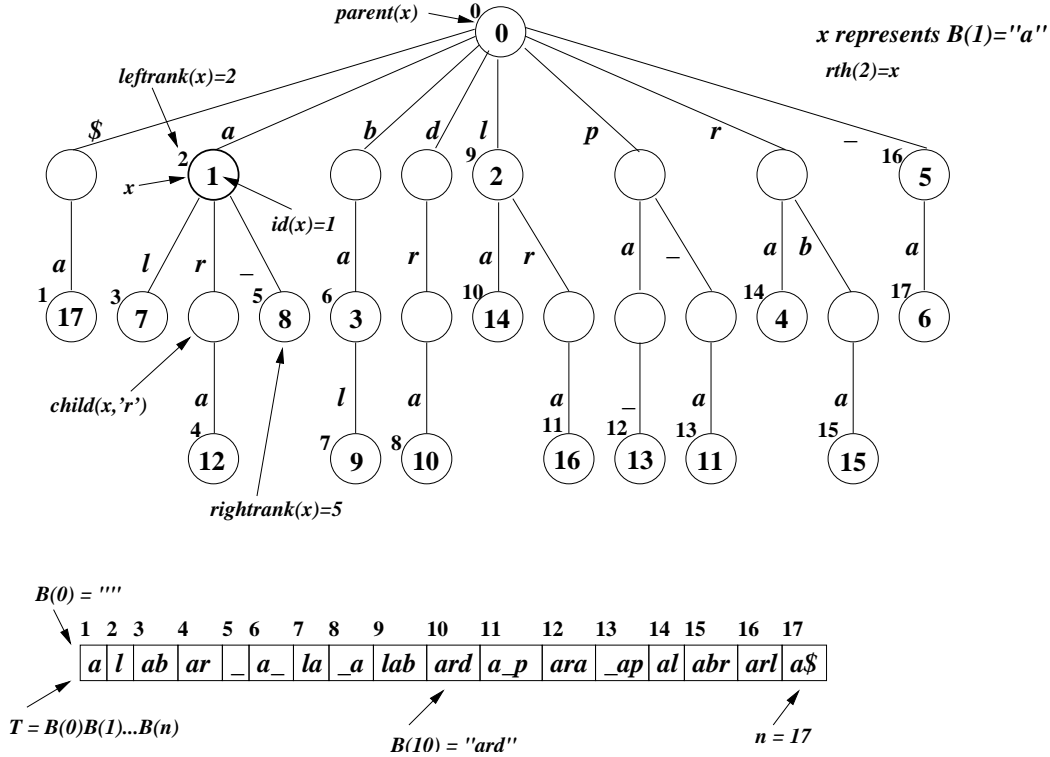 parent(x) 0
0
x represents B(1)="a"
rth(2)=x
leftrank(x)=2
$ a b d l p r _
2 9 16
1 2 5
x
id(x)=1
a l r _ a r a r a _ a b a
1 3 5 6 10 14 17
17 7 8 3 14 4 6
child(x,'r')
a l a a _ a a
4 7 8 11 12 13 15
12 9 10 16 13 11 15
rightrank(x)=5
B(0) = ""
1 2 3 4 5 6 7 8 9 10 11 12 13 14 15 16 17
a l ab ar _ a_ la _a lab ard a_p ara _ap al abr arl a$
T = B(0)B(1)...B(n)
B(10) = "ard"
n = 17